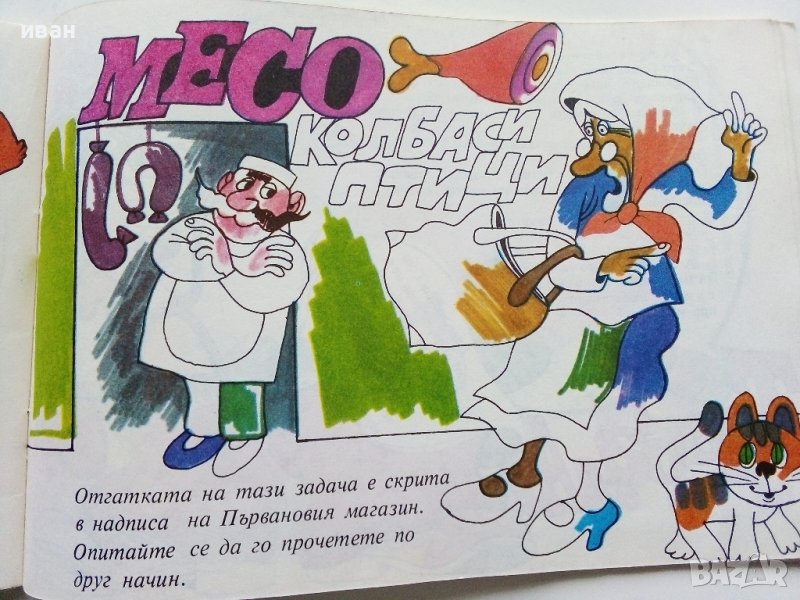 иван
МЕСО
КОЛБАСИ
ПТИЦИ
Отгатката на тази задача е скрита
в надписа на Първановия магазин.
Опитайте се да го прочетете по
друг начин.
BAZAR